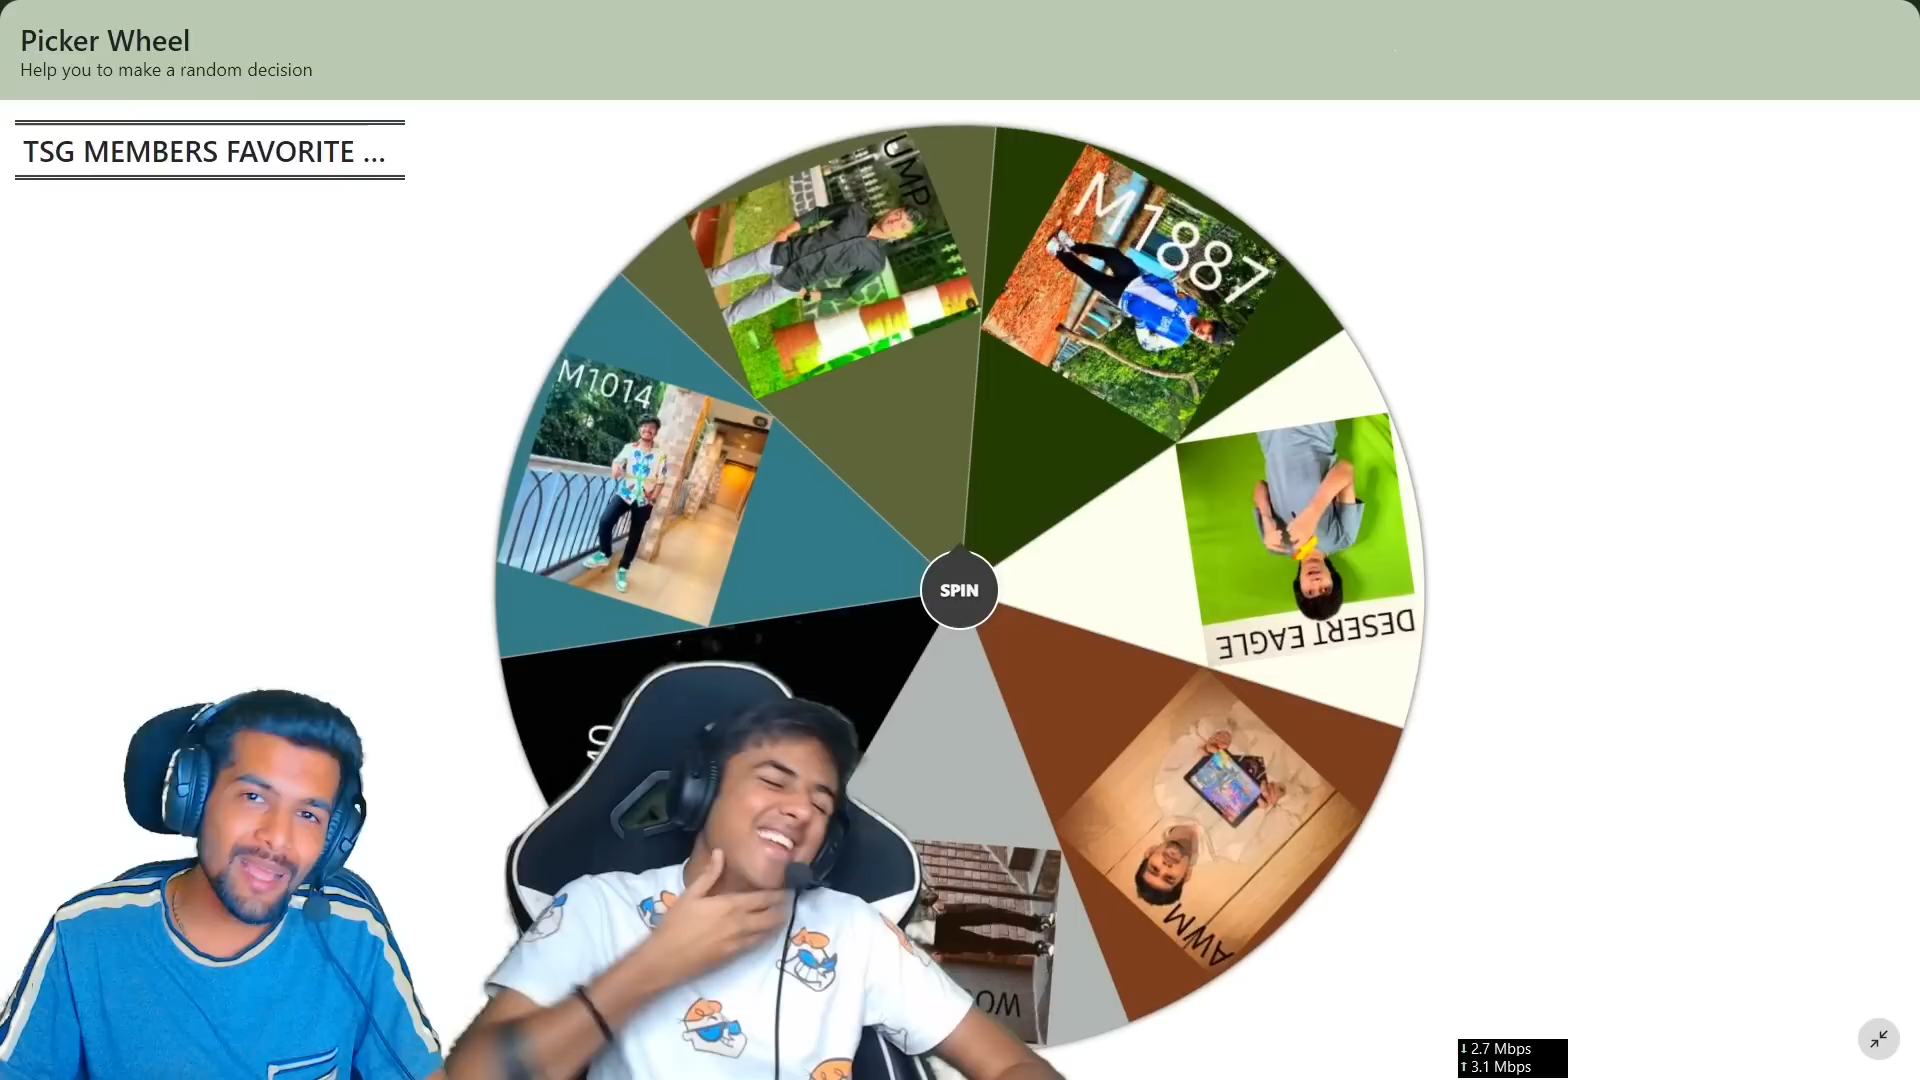 Picker Wheel
Help you to make a random decision
TSG MEMBERS FAVORITE ...
UMP
M1887
M1014
DESERT EAGLE
SPIN
AWM
↓ 2.7 Mbps
↑ 3.1 Mbps